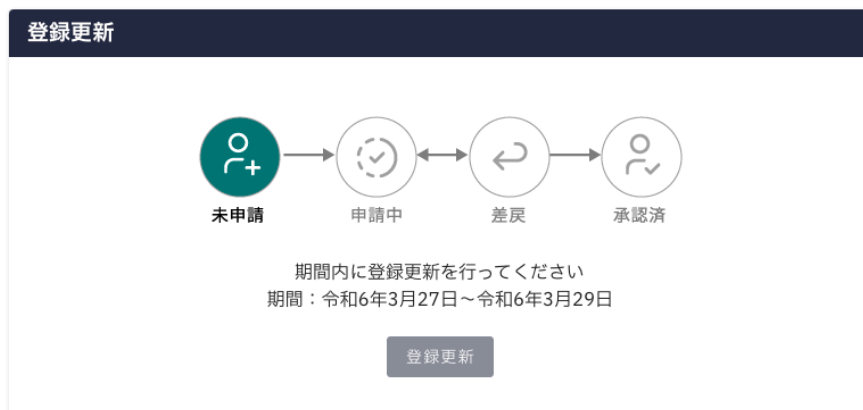 登録更新
未申請
申請中
差戻
承認済
期間内に登録更新を行ってください
期間：令和6年3月27日～令和6年3月29日
登録更新